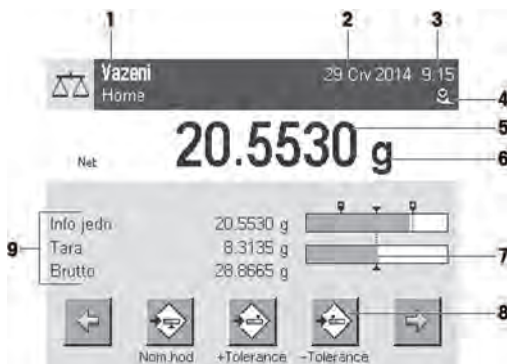 1 2 3
Vazeni 29 Crv 2014 9:15
Home
4
20.5530 g
5
6
Net
Info jedn 20.5530 g
9 Tara 8.3135 g 7
Brutto 28.8665 g
8
Nom.hod +Tolerance -Tolerance